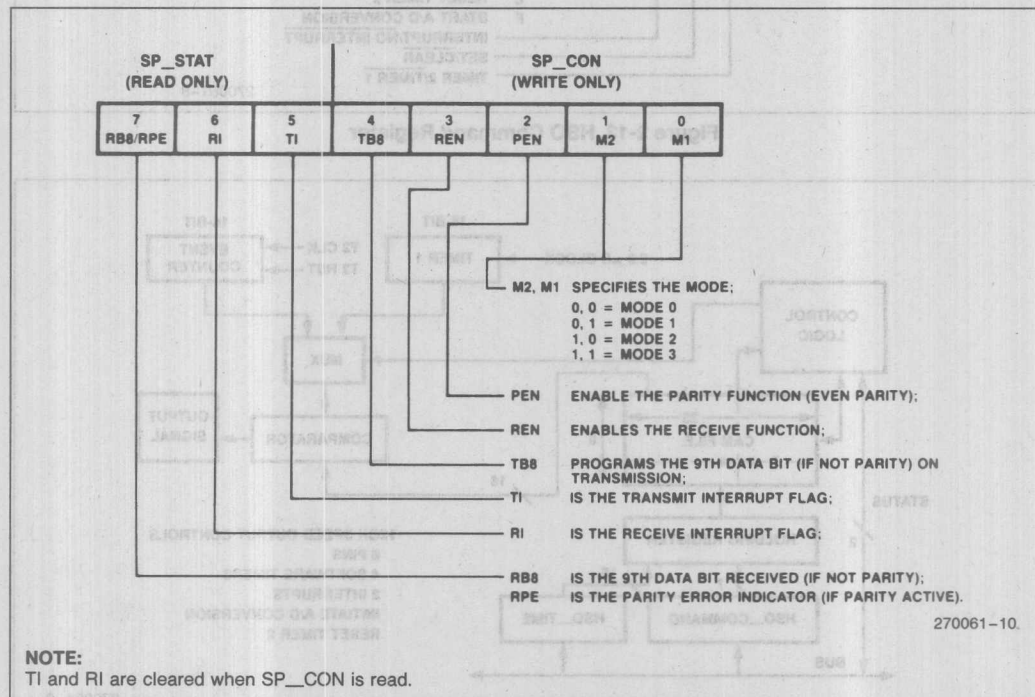 SP__STAT
(READ ONLY)
SP__CON
(WRITE ONLY)
7 6 5 4 3 2 1 0
RB8/RPE RI TI TB8 REN PEN M2 M1
M2, M1 SPECIFIES THE MODE;
0, 0 = MODE 0
0, 1 = MODE 1
1, 0 = MODE 2
1, 1 = MODE 3
PEN ENABLE THE PARITY FUNCTION (EVEN PARITY);
REN ENABLES THE RECEIVE FUNCTION;
TB8 PROGRAMS THE 9TH DATA BIT (IF NOT PARITY) ON
TRANSMISSION;
TI IS THE TRANSMIT INTERRUPT FLAG;
RI IS THE RECEIVE INTERRUPT FLAG;
RB8 IS THE 9TH DATA BIT RECEIVED (IF NOT PARITY);
RPE IS THE PARITY ERROR INDICATOR (IF PARITY ACTIVE).
270061–10
NOTE:
TI and RI are cleared when SP__CON is read.